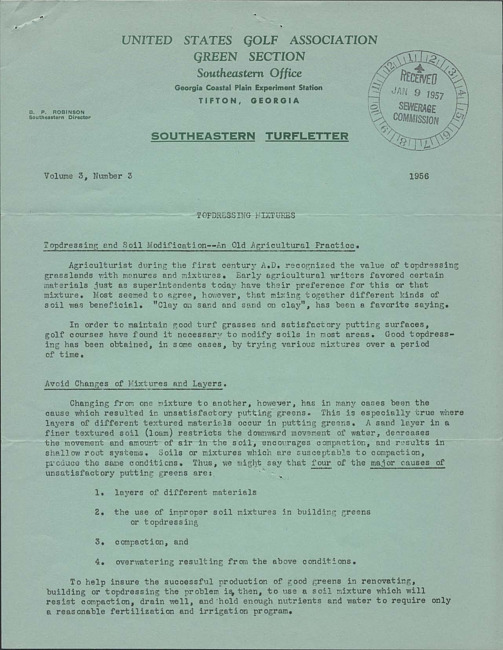 UNITED STATES GOLF ASSOCIATION
GREEN SECTION
Southeastern Office
Georgia Coastal Plain Experiment Station
TIFTON, GEORGIA
D. P. ROBINSON
Southeastern Director
RECEIVED
JAN 9 1957
SEWERAGE
COMMISSION
SOUTHEASTERN TURFLETTER
Volume 3, Number 3 1956
TOPDRESSING MIXTURES
Topdressing and Soil Modification--An Old Agricultural Practice.
Agriculturist during the first century A.D. recognized the value of topdressing
grasslands with manures and mixtures. Early agricultural writers favored certain
materials just as superintendents today have their preference for this or that
mixture. Most seemed to agree, however, that mixing together different kinds of
soil was beneficial. "Clay on sand and sand on clay", has been a favorite saying.
In order to maintain good turf grasses and satisfactory putting surfaces,
golf courses have found it necessary to modify soils in most areas. Good topdress-
ing has been obtained, in some cases, by trying various mixtures over a period
of time.
Avoid Changes of Mixtures and Layers.
Changing from one mixture to another, however, has in many cases been the
cause which resulted in unsatisfactory putting greens. This is especially true where
layers of different textured materials occur in putting greens. A sand layer in a
finer textured soil (loam) restricts the downward movement of water, decreases
the movement and amount of air in the soil, encourages compaction, and results in
shallow root systems. Soils or mixtures which are susceptable to compaction,
produce the same conditions. Thus, we might say that four of the major causes of
unsatisfactory putting greens are:
1. layers of different materials
2. the use of improper soil mixtures in building greens
or topdressing
3. compaction, and
4. overwatering resulting from the above conditions.
To help insure the successful production of good greens in renovating,
building or topdressing the problem is, then, to use a soil mixture which will
resist compaction, drain well, and hold enough nutrients and water to require only
a reasonable fertilization and irrigation program.